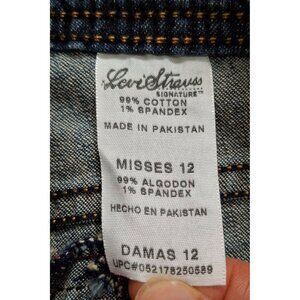 Levi Strauss
SIGNATURE™
99% COTTON
1% SPANDEX
MADE IN PAKISTAN
MISSES 12
99% ALGODON
1% SPANDEX
HECHO EN PAKISTAN
DAMAS 12
UPC#052178250589